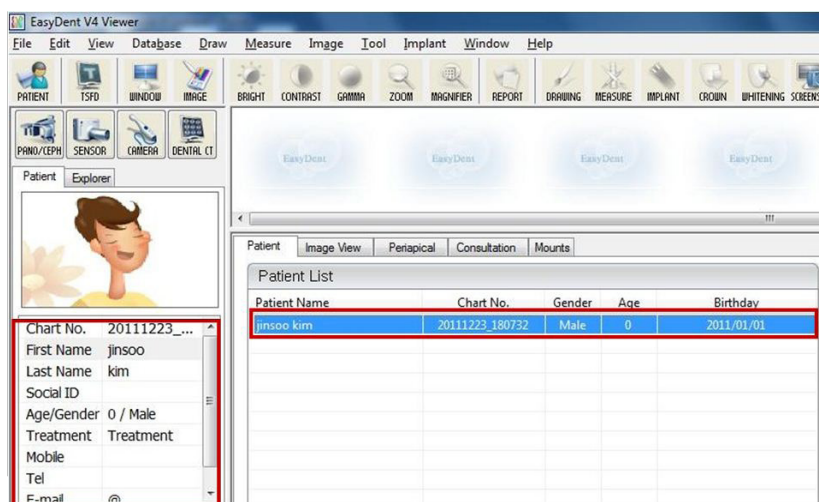 EasyDent V4 Viewer
File Edit View Database Draw Measure Image Tool Implant Window Help
PATIENT TSFD WINDOW IMAGE BRIGHT CONTRAST GAMMA ZOOM MAGNIFIER REPORT DRAWING MEASURE IMPLANT CROWN WHITENING SCREENS
PANO/CEPH SENSOR CAMERA DENTAL CT
EasyDent EasyDent EasyDent EasyDent
Patient Explorer
Patient Image View Periapical Consultation Mounts
Patient List
Patient Name Chart No. Gender Age Birthday
jinsoo kim 20111223_180732 Male 0 2011/01/01
Chart No. 20111223_...
First Name jinsoo
Last Name kim
Social ID
Age/Gender 0 / Male
Treatment Treatment
Mobile
Tel
E-mail @